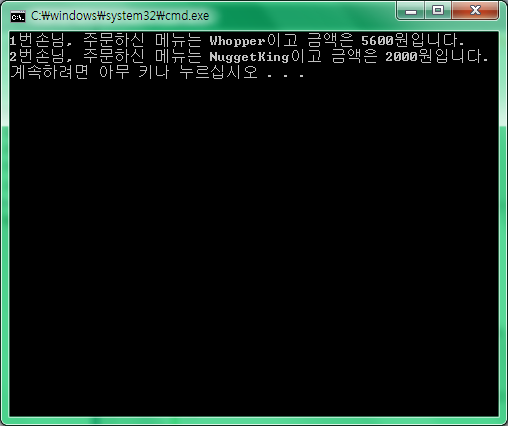 C:₩windows₩system32₩cmd.exe
1번손님, 주문하신 메뉴는 Whopper이고 금액은 5600원입니다.
2번손님, 주문하신 메뉴는 NuggetKing이고 금액은 2000원입니다.
계속하려면 아무 키나 누르십시오 . . .